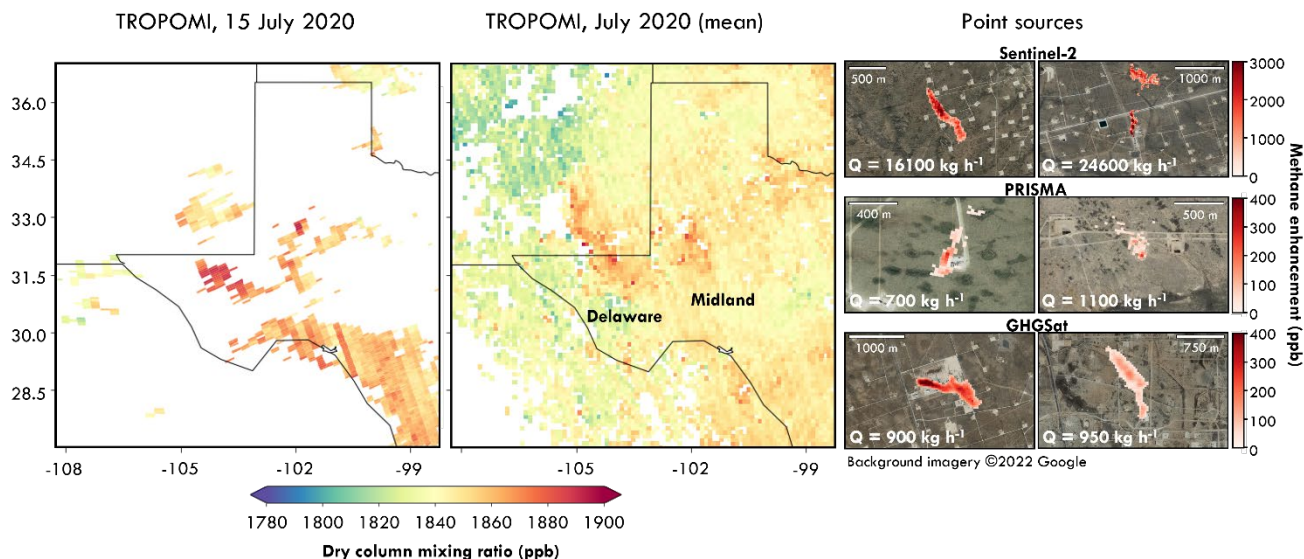 TROPOMI, 15 July 2020
TROPOMI, July 2020 (mean)
Point sources
36.0
34.5
33.0
31.5
30.0
28.5
-108
-105
-102
-99
Delaware
Midland
-105
-102
-99
1780
1800
1820
1840
1860
1880
1900
Dry column mixing ratio (ppb)
Sentinel-2
500 m
Q = 16100 kg h⁻¹
1000 m
Q = 24600 kg h⁻¹
3000
2000
1000
0
PRISMA
400 m
Q = 700 kg h⁻¹
500 m
Q = 1100 kg h⁻¹
400
300
200
100
0
GHGSat
1000 m
Q = 900 kg h⁻¹
750 m
Q = 950 kg h⁻¹
400
300
200
100
0
Methane enhancement (ppb)
Background imagery ©2022 Google